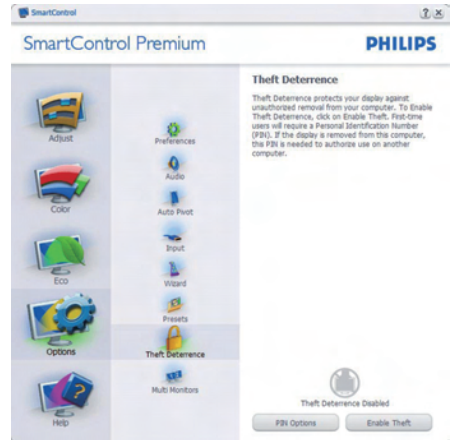 SmartControl
SmartControl Premium
PHILIPS
Adjust
Color
Eco
Options
Help
Preferences
Audio
Auto Pivot
Input
Wizard
Presets
Theft Deterrence
Multi Monitors
Theft Deterrence
Theft Deterrence protects your display against
unauthorized removal from your computer. To Enable
Theft Deterrence, click on Enable Theft. First-time
users will require a Personal Identification Number
(PIN). If the display is removed from this computer,
this PIN is needed to authorize use on another
computer.
Theft Deterrence Disabled
PIN Options
Enable Theft